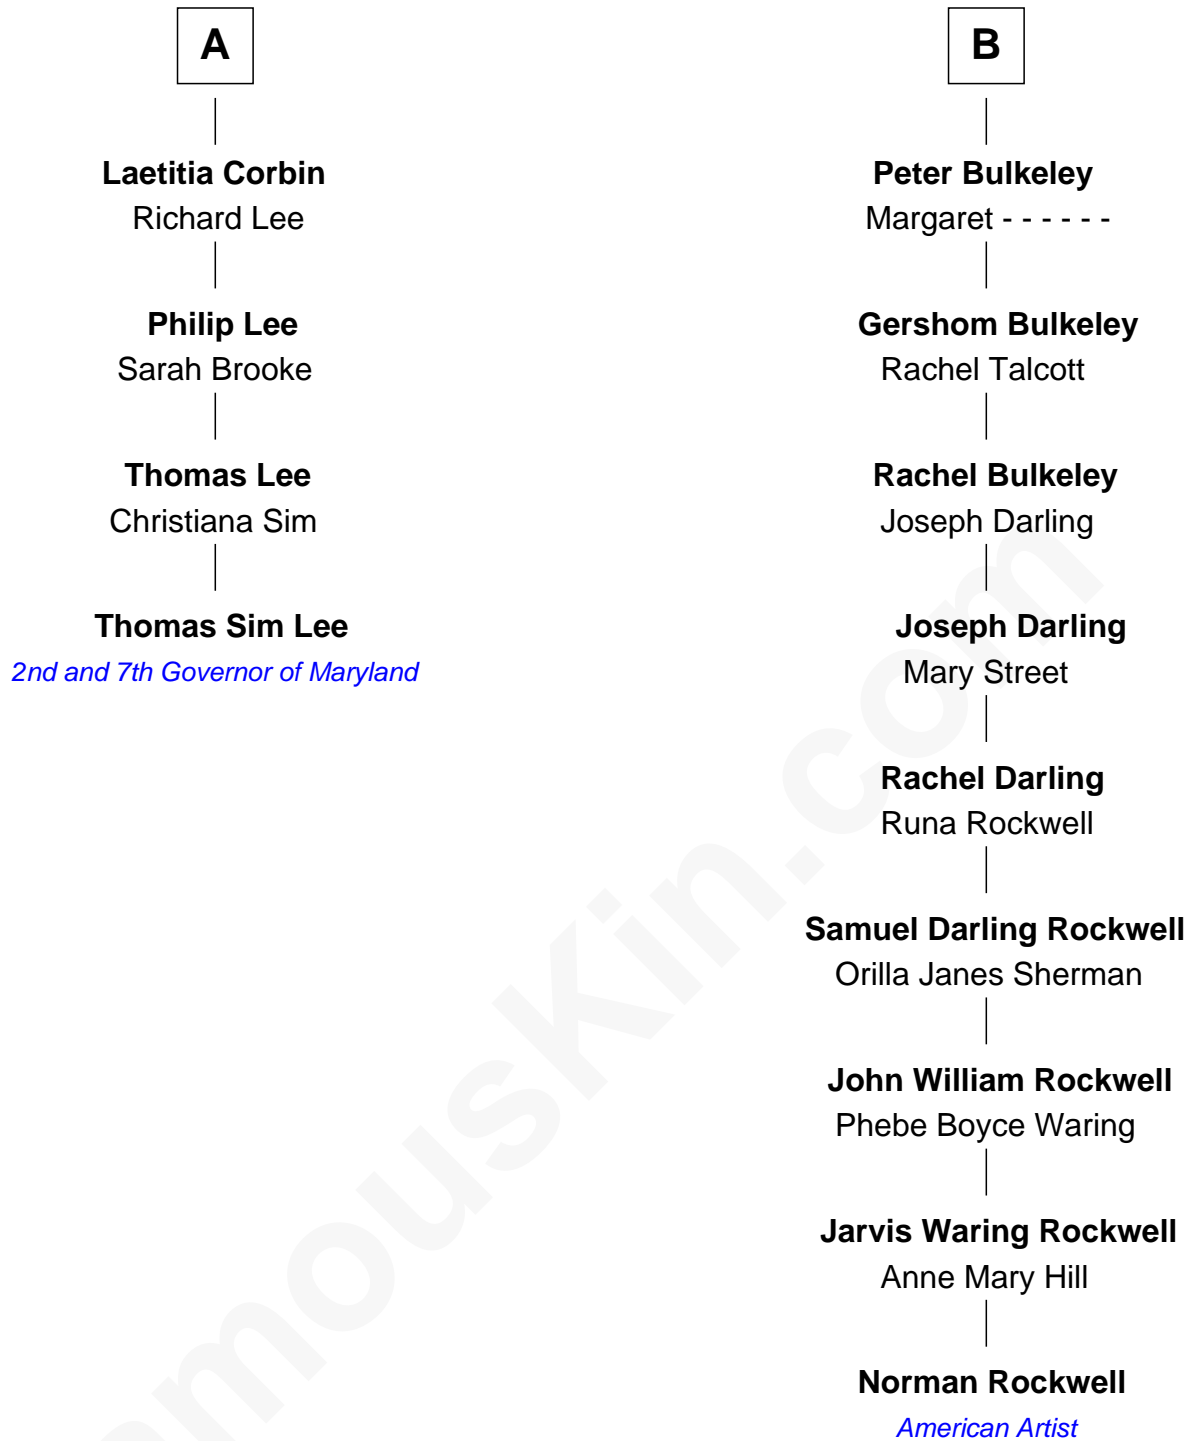 A
Laetitia Corbin
Richard Lee
Philip Lee
Sarah Brooke
Thomas Lee
Christiana Sim
Thomas Sim Lee
2nd and 7th Governor of Maryland
B
Peter Bulkeley
Margaret - - - - - -
Gershom Bulkeley
Rachel Talcott
Rachel Bulkeley
Joseph Darling
Joseph Darling
Mary Street
Rachel Darling
Runa Rockwell
Samuel Darling Rockwell
Orilla Janes Sherman
John William Rockwell
Phebe Boyce Waring
Jarvis Waring Rockwell
Anne Mary Hill
Norman Rockwell
American Artist
amouskin.com